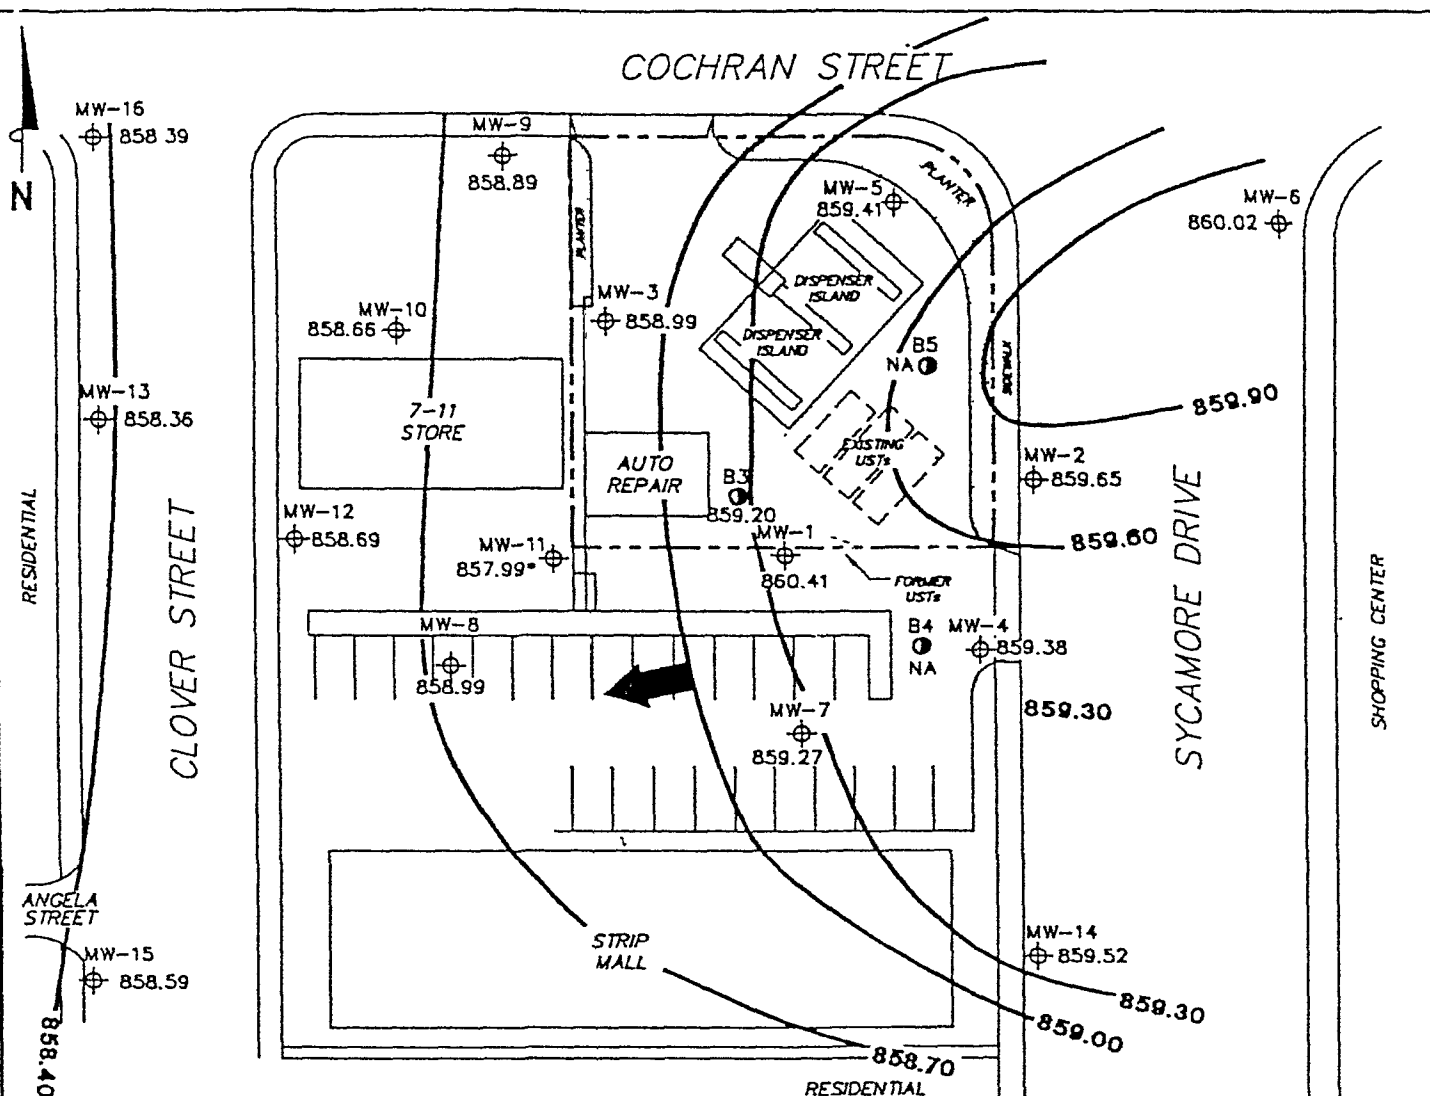 COCHRAN STREET
MW-16
858.39
N
MW-9
858.89
PLANTER
PLANTER
MW-5
859.41
MW-6
860.02
DISPENSER
ISLAND
DISPENSER
ISLAND
MW-3
858.99
MW-10
858.66
B5
NA
SIDEWALK
859.90
MW-13
858.36
7-11
STORE
AUTO
REPAIR
EXISTING
USTs
MW-2
859.65
B3
859.20
MW-12
858.69
MW-11
857.99*
MW-1
860.41
859.60
FORMER
USTs
RESIDENTIAL
CLOVER STREET
SYCAMORE DRIVE
SHOPPING CENTER
MW-8
858.99
B4
NA
MW-4
859.38
859.30
MW-7
859.27
ANGELA
STREET
MW-15
858.59
STRIP
MALL
MW-14
859.52
859.30
859.00
858.70
858.40
RESIDENTIAL